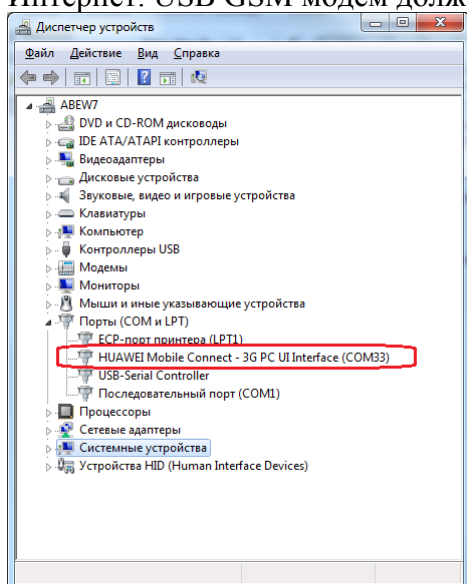 Интернет. USB GSM модем долж
Диспетчер устройств
Файл Действие Вид Справка
ABEW7
DVD и CD-ROM дисководы
IDE ATA/ATAPI контроллеры
Видеоадаптеры
Дисковые устройства
Звуковые, видео и игровые устройства
Клавиатуры
Компьютер
Контроллеры USB
Модемы
Мониторы
Мыши и иные указывающие устройства
Порты (COM и LPT)
ECP-порт принтера (LPT1)
HUAWEI Mobile Connect - 3G PC UI Interface (COM33)
USB-Serial Controller
Последовательный порт (COM1)
Процессоры
Сетевые адаптеры
Системные устройства
Устройства HID (Human Interface Devices)